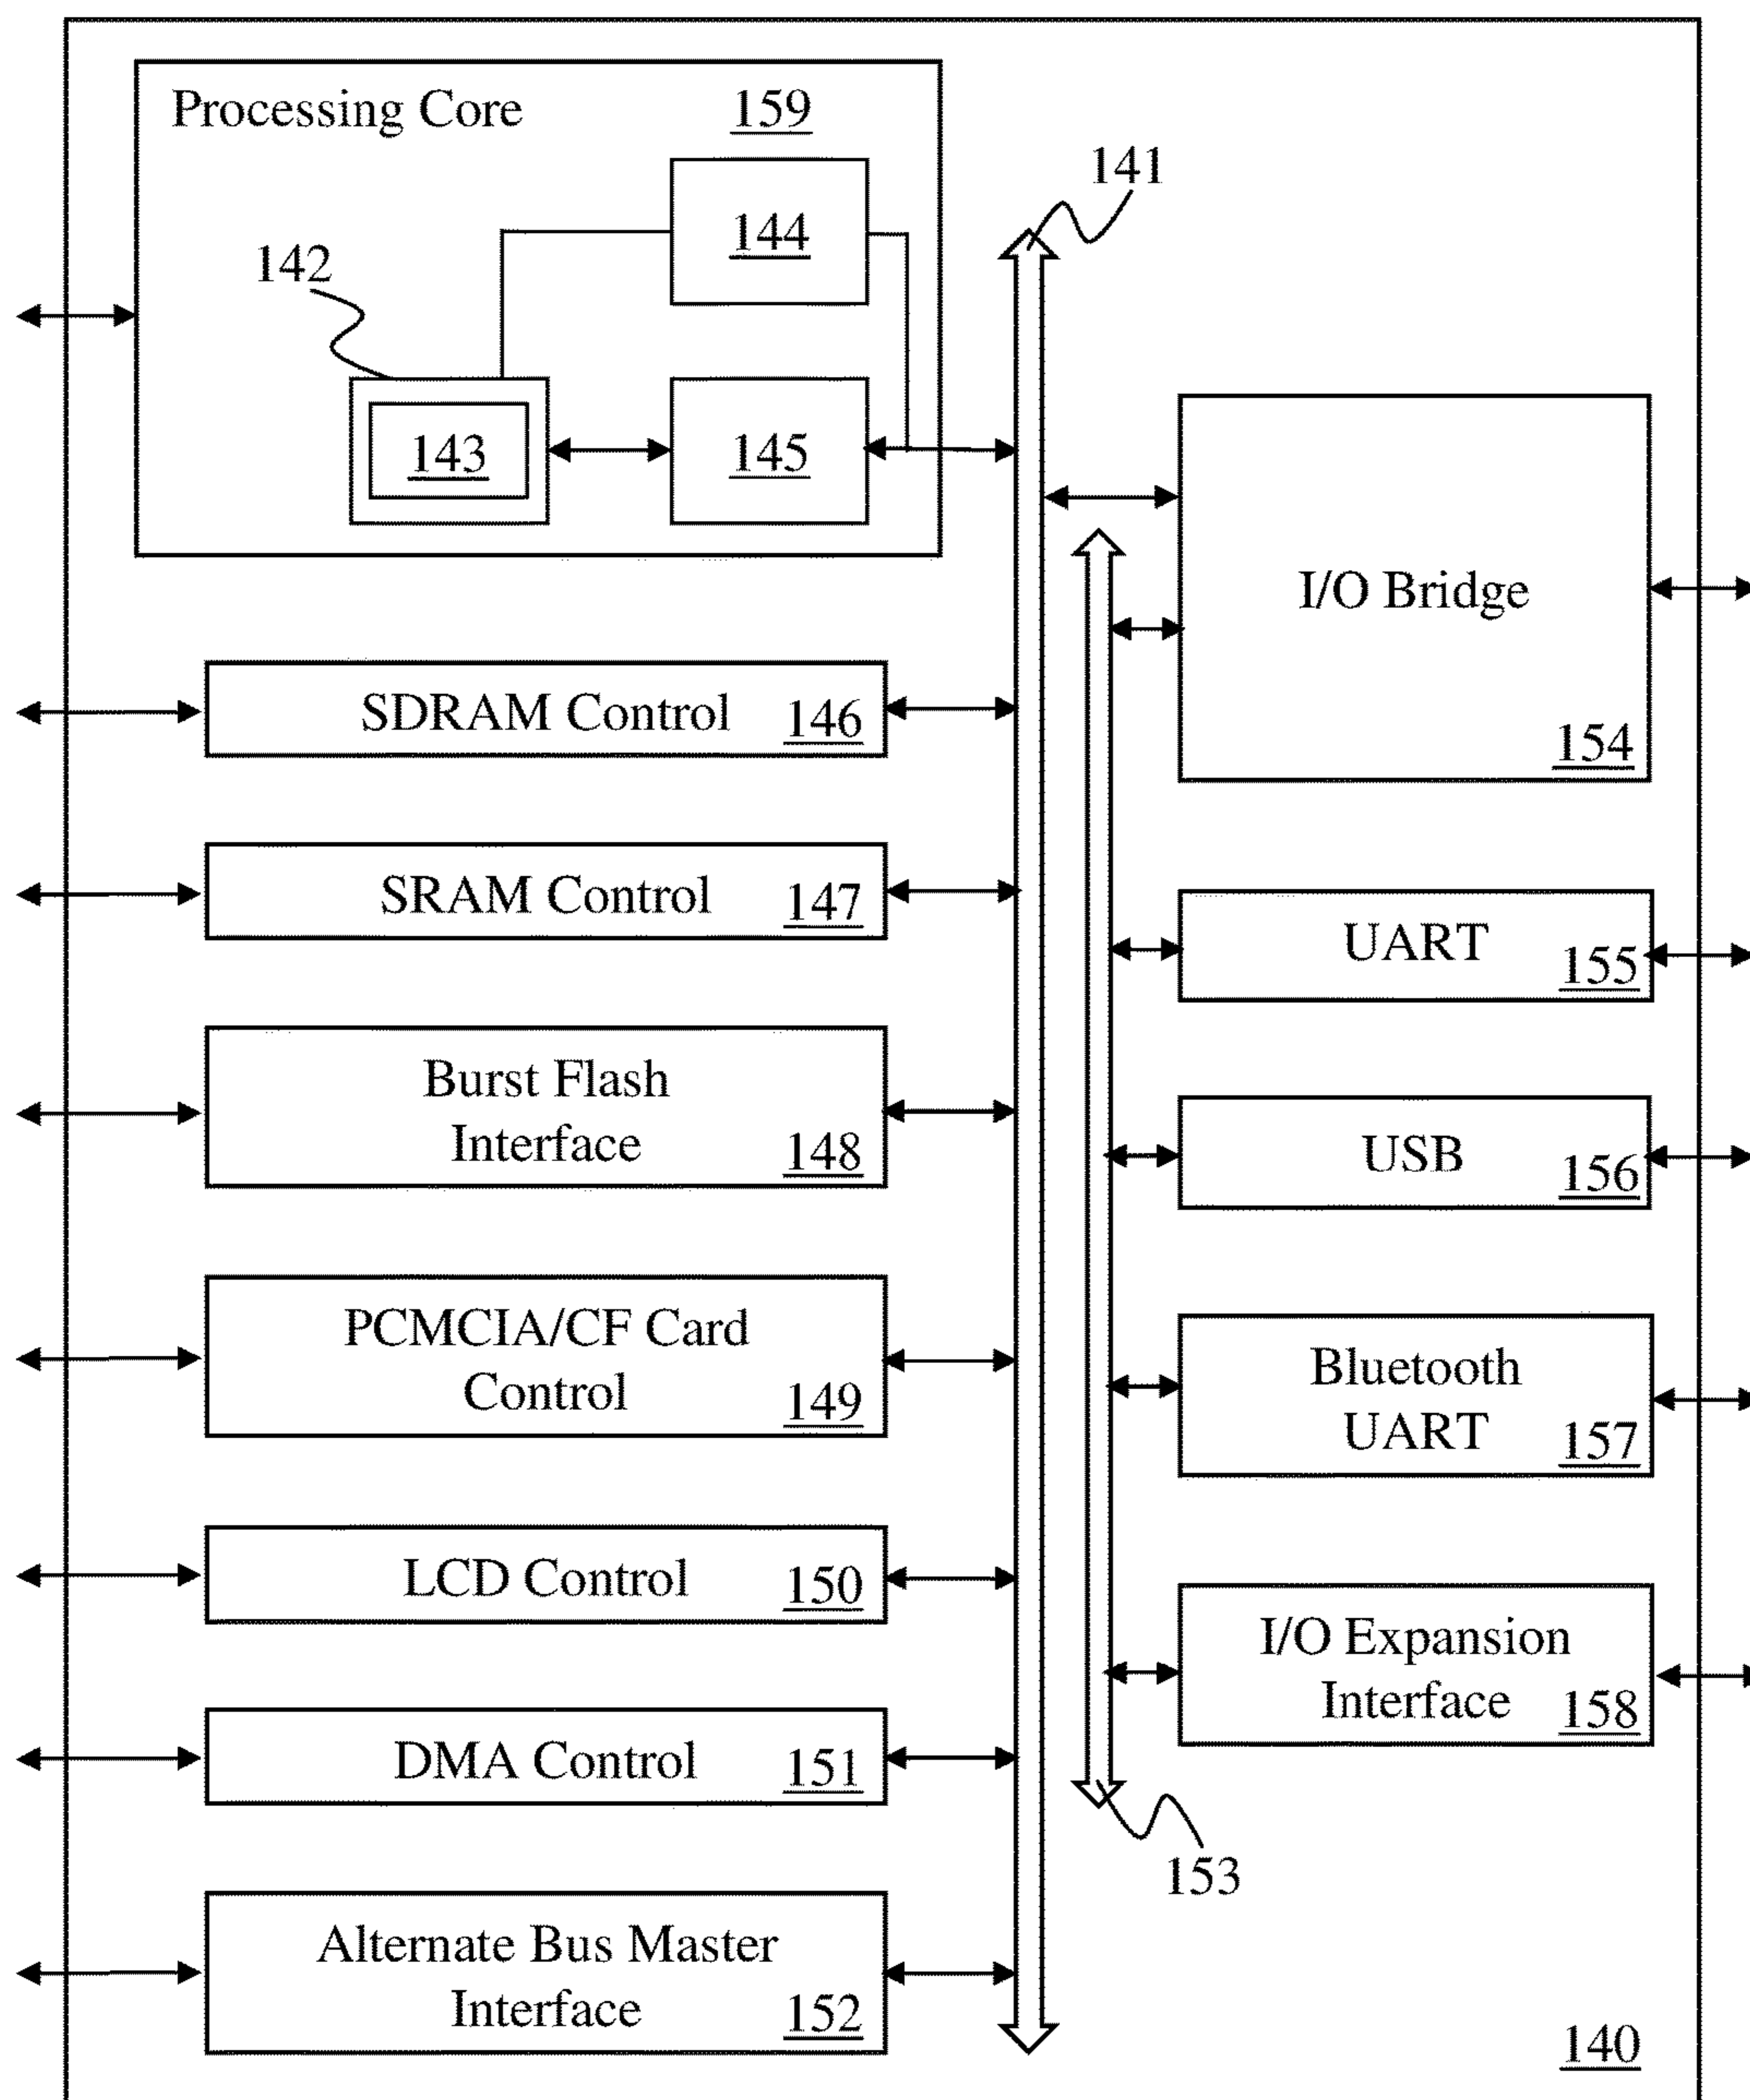 Processing Core 159
144
141
142
143
145
I/O Bridge
154
SDRAM Control 146
SRAM Control 147
UART 155
Burst Flash
Interface 148
USB 156
PCMCIA/CF Card
Control 149
Bluetooth
UART 157
LCD Control 150
I/O Expansion
Interface 158
DMA Control 151
153
Alternate Bus Master
Interface 152
140